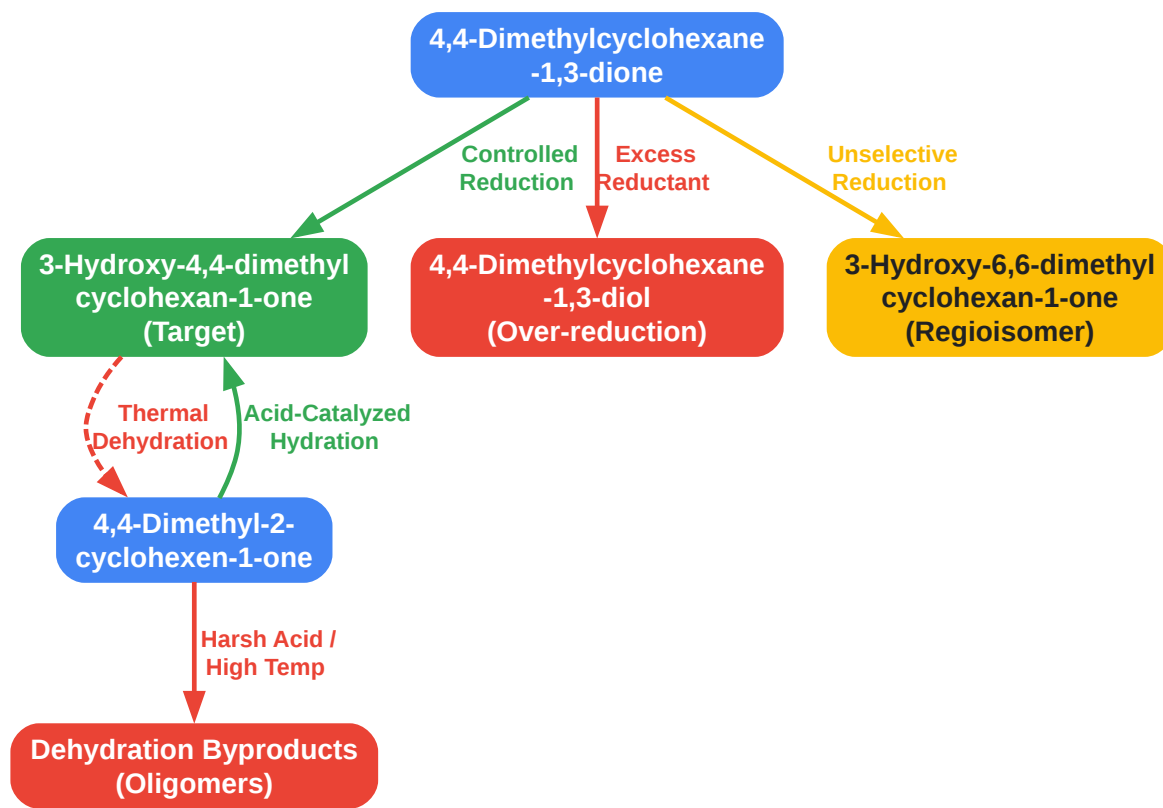 4,4-Dimethylcyclohexane
-1,3-dione
Controlled
Reduction
Excess
Reductant
Unselective
Reduction
3-Hydroxy-4,4-dimethyl
cyclohexan-1-one
(Target)
4,4-Dimethylcyclohexane
-1,3-diol
(Over-reduction)
3-Hydroxy-6,6-dimethyl
cyclohexan-1-one
(Regioisomer)
Thermal
Dehydration
Acid-Catalyzed
Hydration
4,4-Dimethyl-2-
cyclohexen-1-one
Harsh Acid /
High Temp
Dehydration Byproducts
(Oligomers)